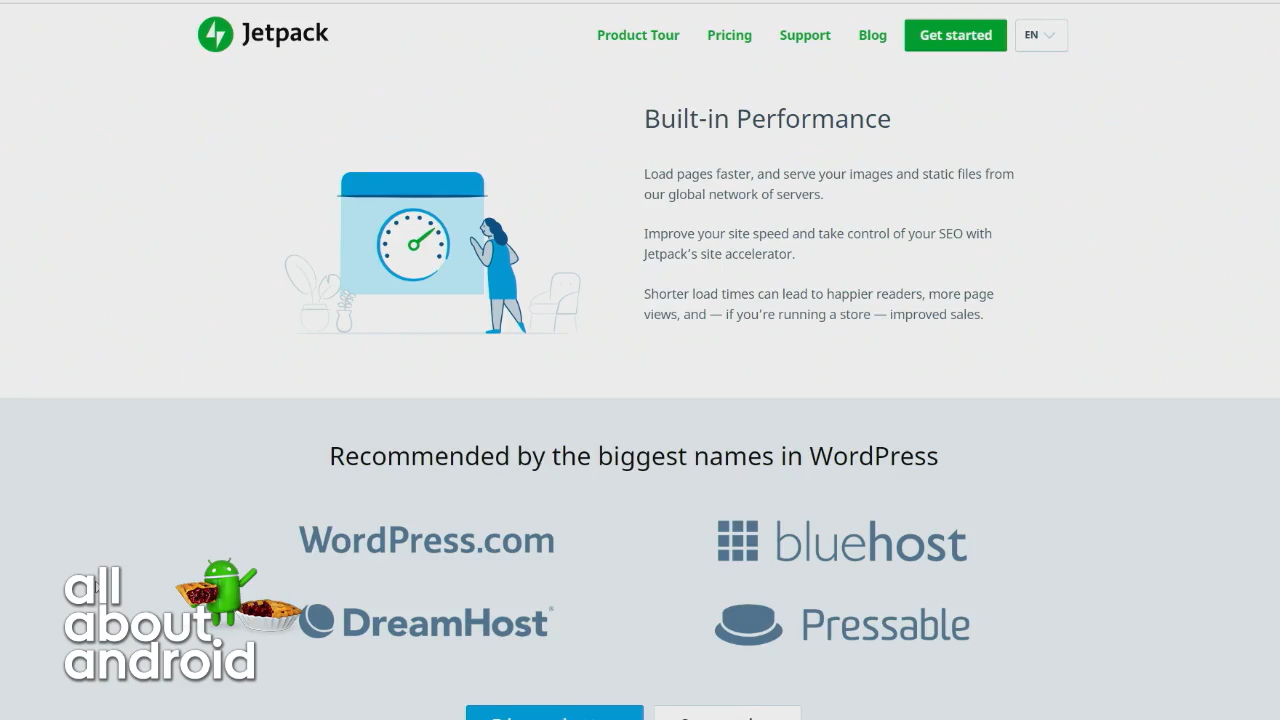 Jetpack
Product Tour
Pricing
Support
Blog
Get started
EN
Built-in Performance
Load pages faster, and serve your images and static files from
our global network of servers.
Improve your site speed and take control of your SEO with
Jetpack's site accelerator.
Shorter load times can lead to happier readers, more page
views, and — if you're running a store — improved sales.
Recommended by the biggest names in WordPress
WordPress.com
bluehost
DreamHost
Pressable
all
about
android